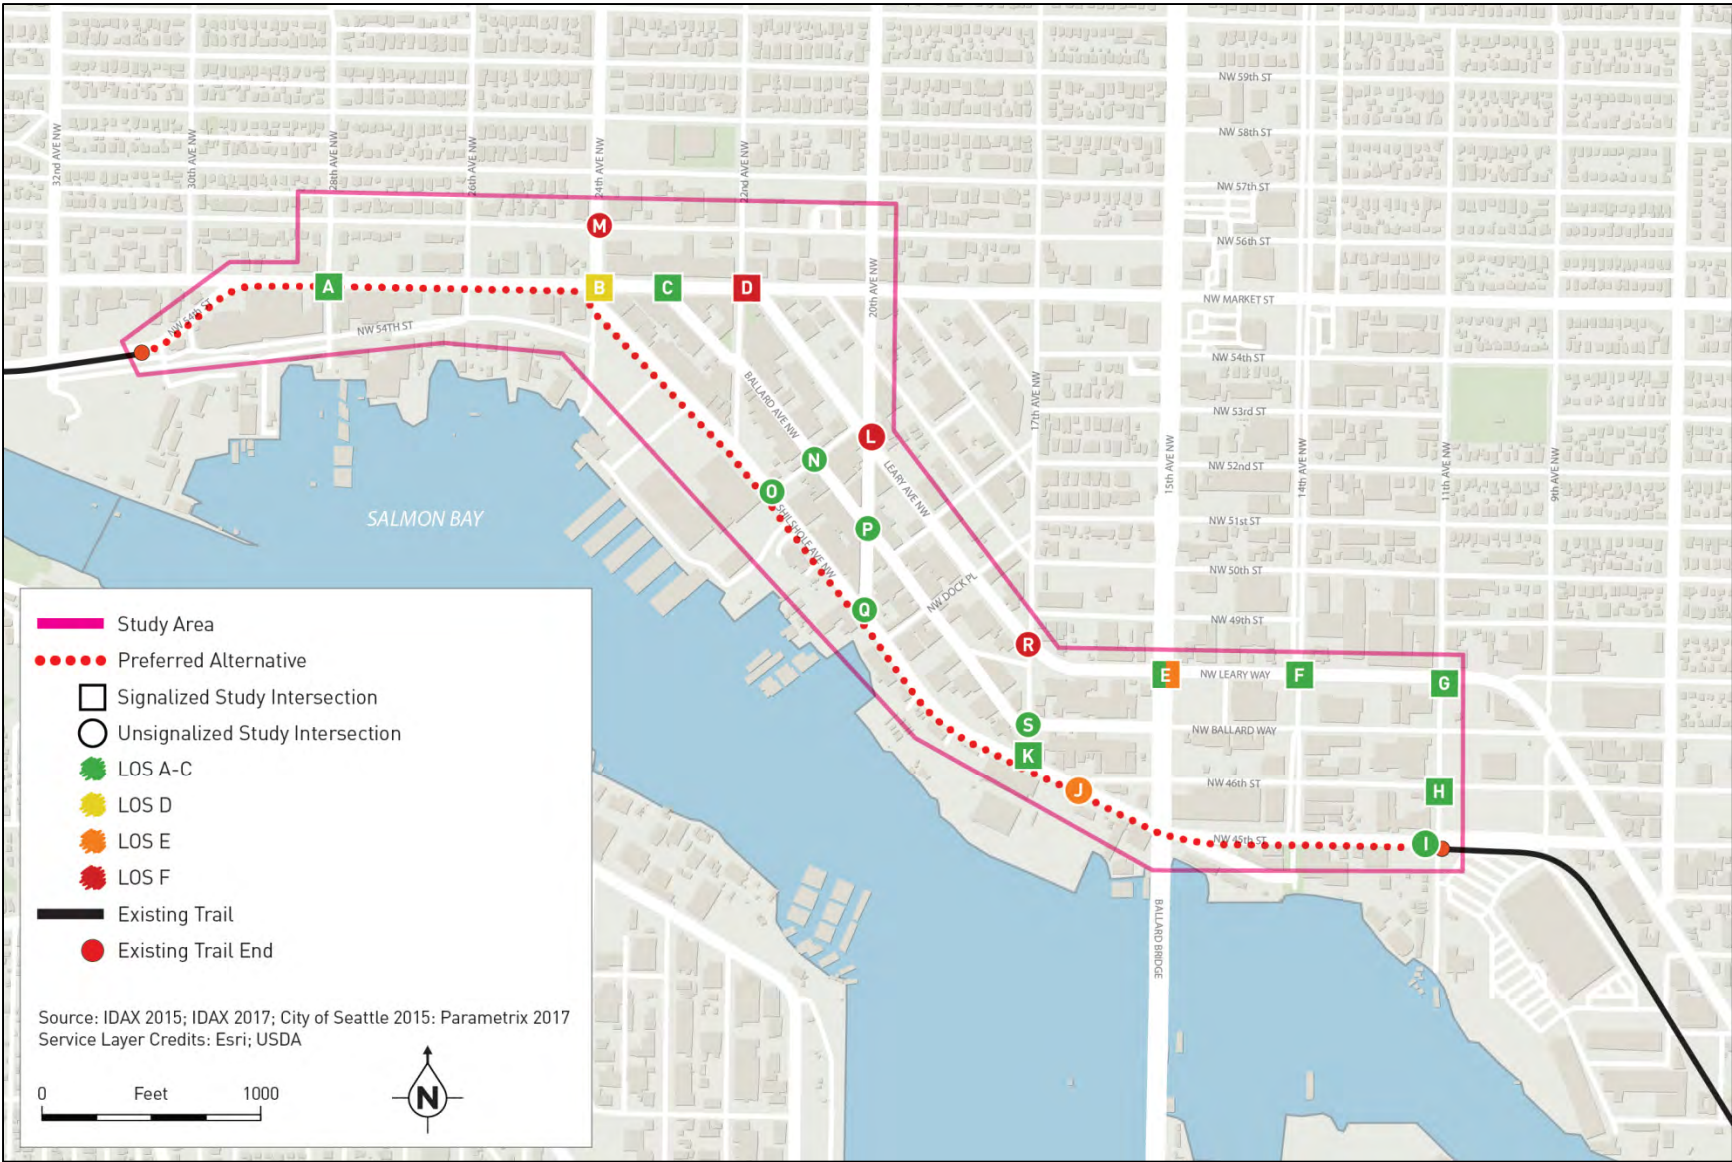 NW 59th ST
NW 58th ST
32nd AVE NW
30th AVE NW
28th AVE NW
26th AVE NW
24th AVE NW
22nd AVE NW
NW 57th ST
M
NW 56th ST
20th AVE NW
A
B
C
D
NW MARKET ST
NW 54th ST
NW 54TH ST
NW 54th ST
BALLARD AVE NW
17th AVE NW
NW 53rd ST
L
N
LEARY AVE NW
15th AVE NW
14th AVE NW
11th AVE NW
9th AVE NW
NW 52nd ST
O
SALMON BAY
SHILSHOLE AVE NW
P
NW 51st ST
NW 50th ST
NW DOCK PL
Q
NW 49th ST
R
E
NW LEARY WAY
F
G
S
NW BALLARD WAY
K
J
NW 46th ST
H
NW 45th ST
I
BALLARD BRIDGE
Study Area
Preferred Alternative
Signalized Study Intersection
Unsignalized Study Intersection
LOS A-C
LOS D
LOS E
LOS F
Existing Trail
Existing Trail End
Source: IDAX 2015; IDAX 2017; City of Seattle 2015: Parametrix 2017
Service Layer Credits: Esri; USDA
0 Feet 1000
N